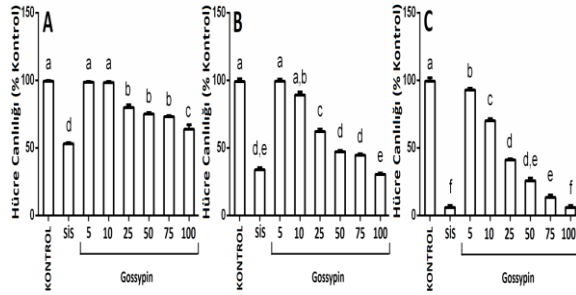 A
Hücre Canlılığı (% Kontrol)
150
100
50
0
a
d
a
a
b
b
b
c
KONTROL
sis
5
10
25
50
75
100
Gossypin
B
Hücre Canlılığı (% Kontrol)
150
100
50
0
a
d,e
a
a,b
c
d
d
e
KONTROL
sis
5
10
25
50
75
100
Gossypin
C
Hücre Canlılığı (% Kontrol)
150
100
50
0
a
f
b
c
d
d,e
e
f
KONTROL
sis
5
10
25
50
75
100
Gossypin